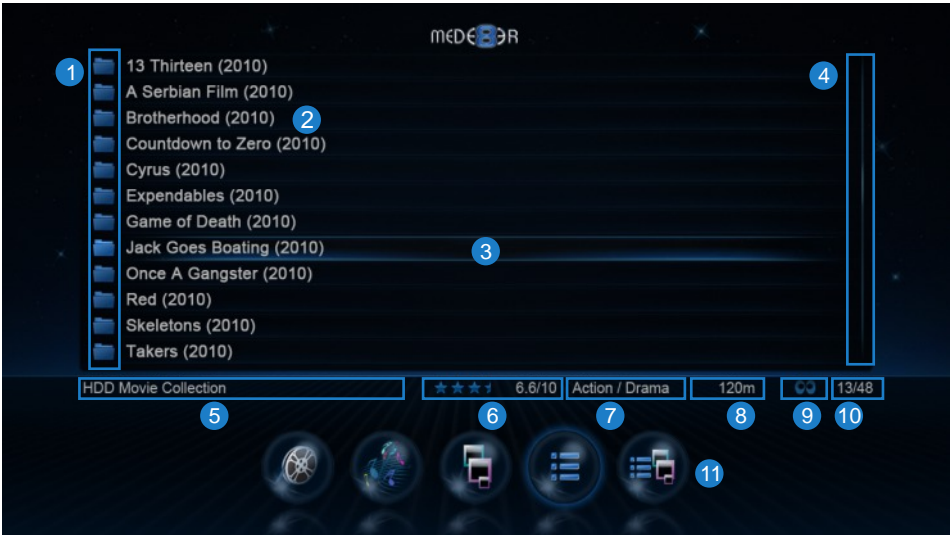 MEDE8ER
1
13 Thirteen (2010)
4
A Serbian Film (2010)
Brotherhood (2010)
2
Countdown to Zero (2010)
Cyrus (2010)
Expendables (2010)
Game of Death (2010)
Jack Goes Boating (2010)
3
Once A Gangster (2010)
Red (2010)
Skeletons (2010)
Takers (2010)
HDD Movie Collection
6.6/10
Action / Drama
120m
13/48
5
6
7
8
9
10
11